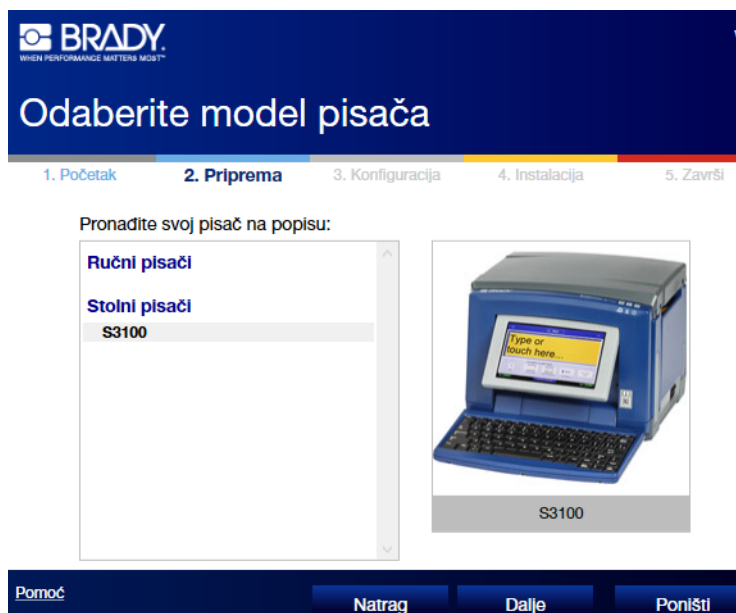 BRADY.
WHEN PERFORMANCE MATTERS MOST™
Odaberite model pisača
1. Početak
2. Priprema
3. Konfiguracija
4. Instalacija
5. Završi
Pronađite svoj pisač na popisu:
Ručni pisači
Stolni pisači
S3100
Type or
touch here...
S3100
Pomoć
Natrag
Dalje
Poništi